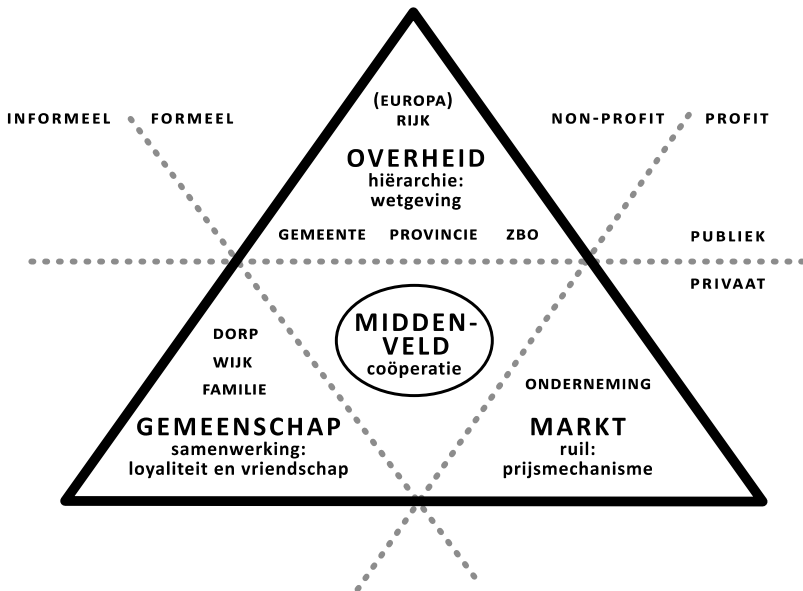 (EUROPA)
RIJK
INFORMEEL FORMEEL
NON-PROFIT PROFIT
OVERHEID
hiërarchie:
wetgeving
GEMEENTE PROVINCIE ZBO
PUBLIEK
PRIVAAT
MIDDEN-
VELD
coöperatie
DORP
WIJK
FAMILIE
ONDERNEMING
GEMEENSCHAP
samenwerking:
loyaliteit en vriendschap
MARKT
ruil:
prijsmechanisme